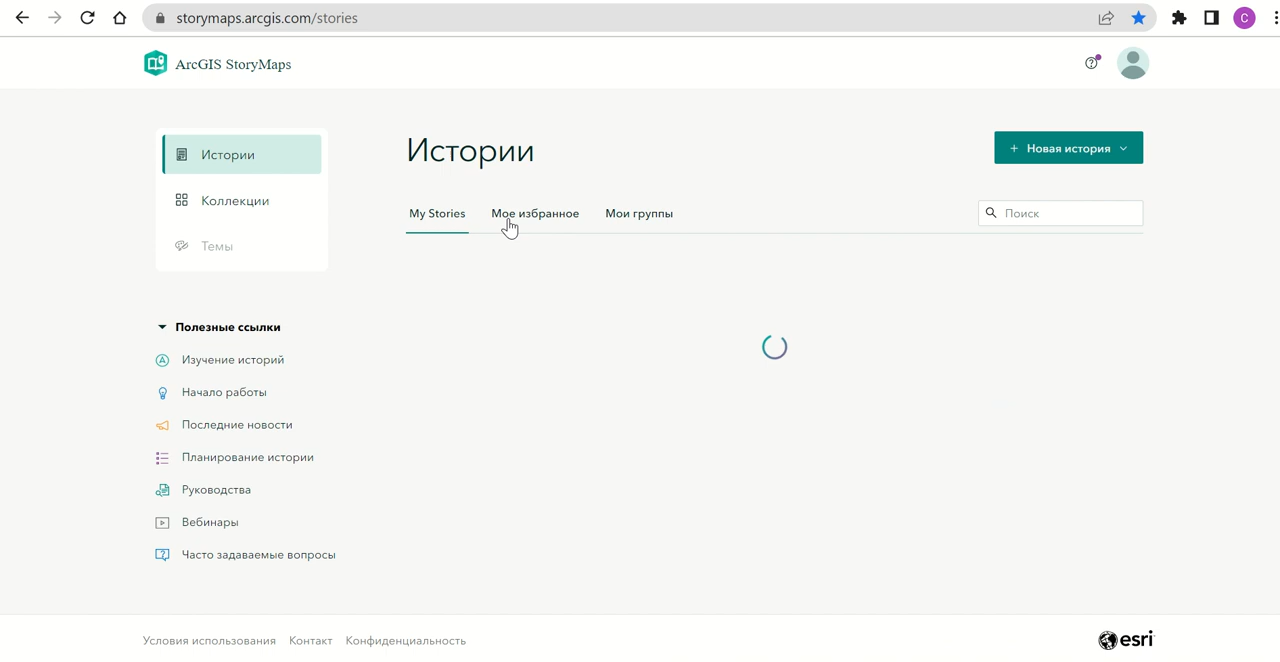 storymaps.arcgis.com/stories
C
ArcGIS StoryMaps
Истории
Коллекции
Темы
Полезные ссылки
Изучение историй
Начало работы
Последние новости
Планирование истории
Руководства
Вебинары
Часто задаваемые вопросы
Истории
+ Новая история
My Stories Мое избранное Мои группы
Поиск
Условия использования Контакт Конфиденциальность
esri